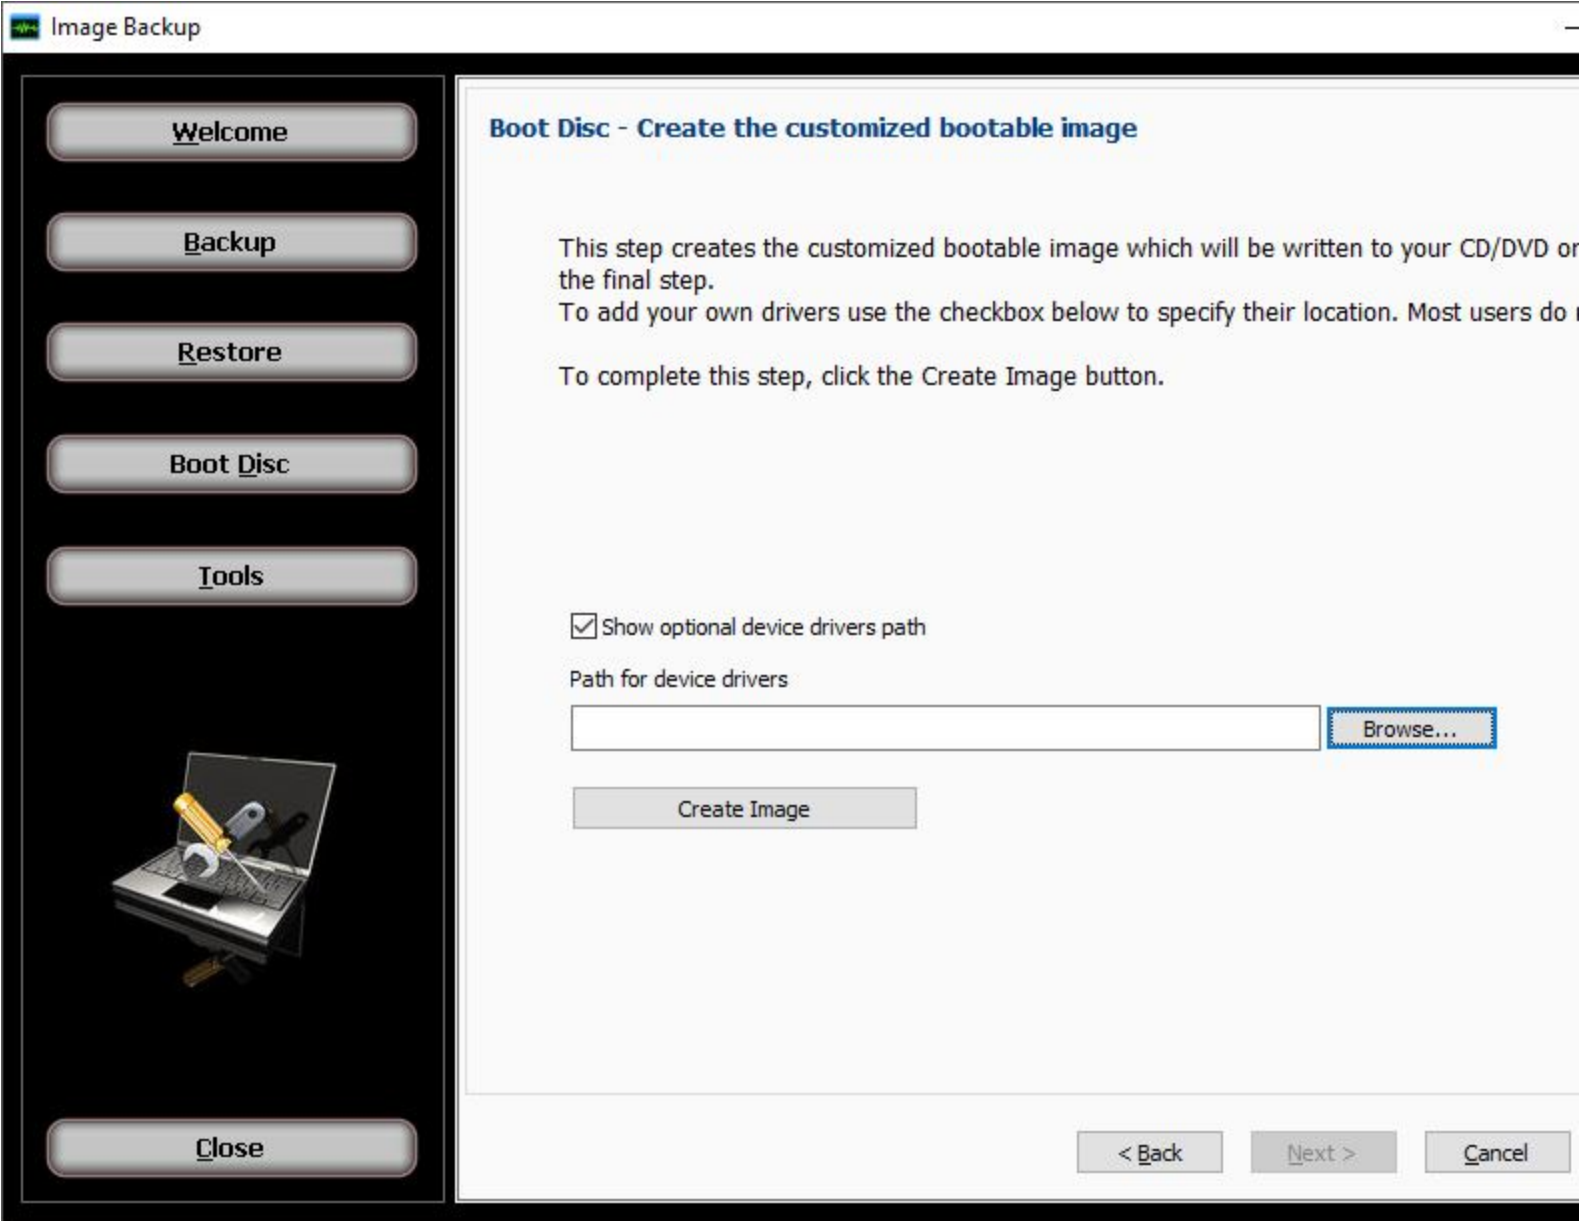 Image Backup
Welcome
Backup
Restore
Boot Disc
Tools
Close
Boot Disc - Create the customized bootable image
This step creates the customized bootable image which will be written to your CD/DVD or
the final step.
To add your own drivers use the checkbox below to specify their location. Most users do
To complete this step, click the Create Image button.
Show optional device drivers path
Path for device drivers
Browse...
Create Image
< Back
Next >
Cancel